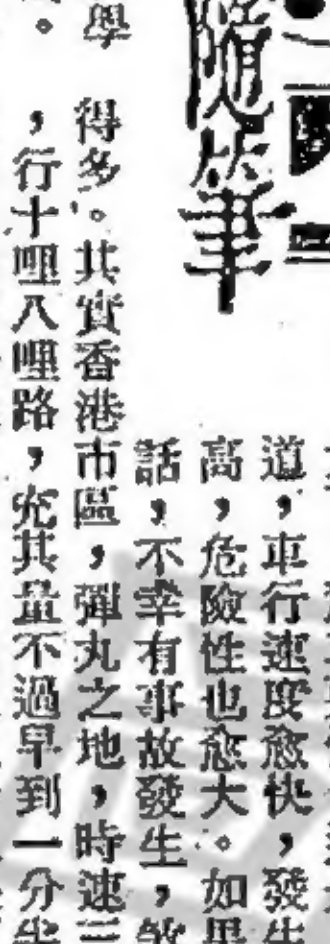 隨筆
道，車行速度愈快，發生
高，危險性也愈大。如果
話，不幸有事故發生，
得多。其實香港市區，彈丸之地，時速三
，行十哩八哩路，充其量不過早到一分半
學